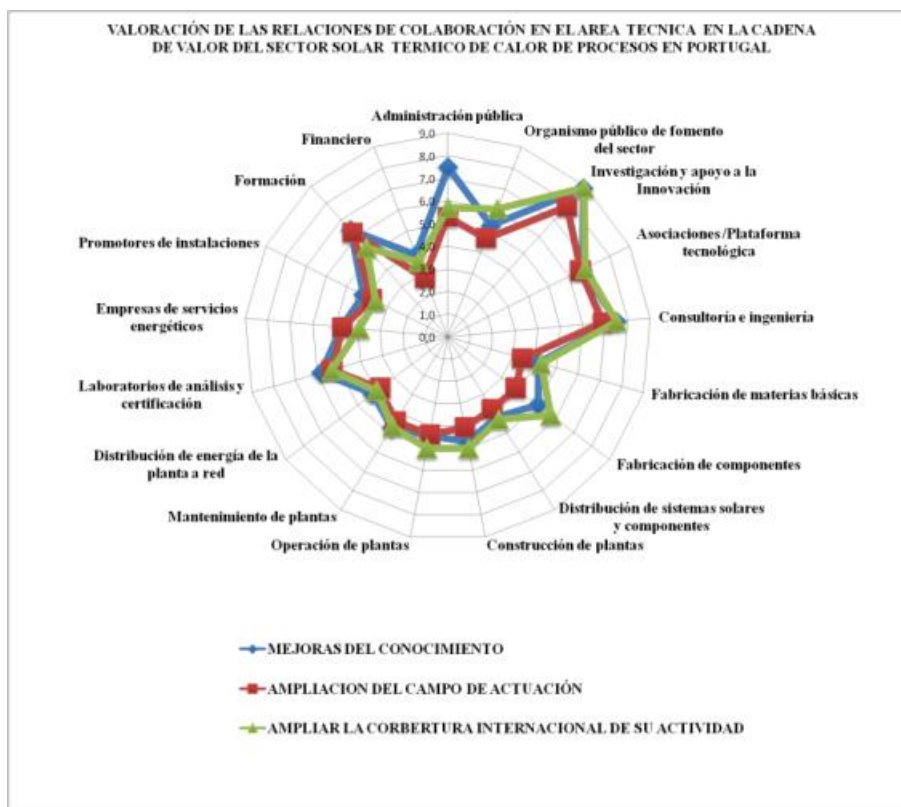 VALORACIÓN DE LAS RELACIONES DE COLABORACIÓN EN EL AREA TECNICA EN LA CADENA
DE VALOR DEL SECTOR SOLAR TERMICO DE CALOR DE PROCESOS EN PORTUGAL
Administración pública
Organismo público de fomento
del sector
Investigación y apoyo a la
Innovación
Asociaciones /Plataforma
tecnológica
Consultoría e ingeniería
Fabricación de materias básicas
Fabricación de componentes
Distribución de sistemas solares
y componentes
Construcción de plantas
Operación de plantas
Mantenimiento de plantas
Distribución de energía de la
planta a red
Laboratorios de análisis y
certificación
Empresas de servicios
energéticos
Promotores de instalaciones
Formación
Financiero
9,0
8,0
7,0
6,0
5,0
4,0
3,0
2,0
1,0
0,0
MEJORAS DEL CONOCIMIENTO
AMPLIACION DEL CAMPO DE ACTUACIÓN
AMPLIAR LA CORBERTURA INTERNACIONAL DE SU ACTIVIDAD